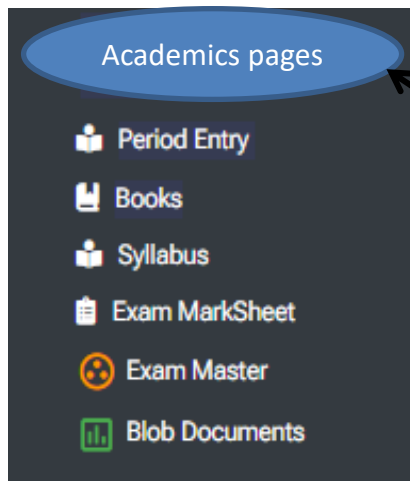 Academics pages
Period Entry
Books
Syllabus
Exam MarkSheet
Exam Master
Blob Documents